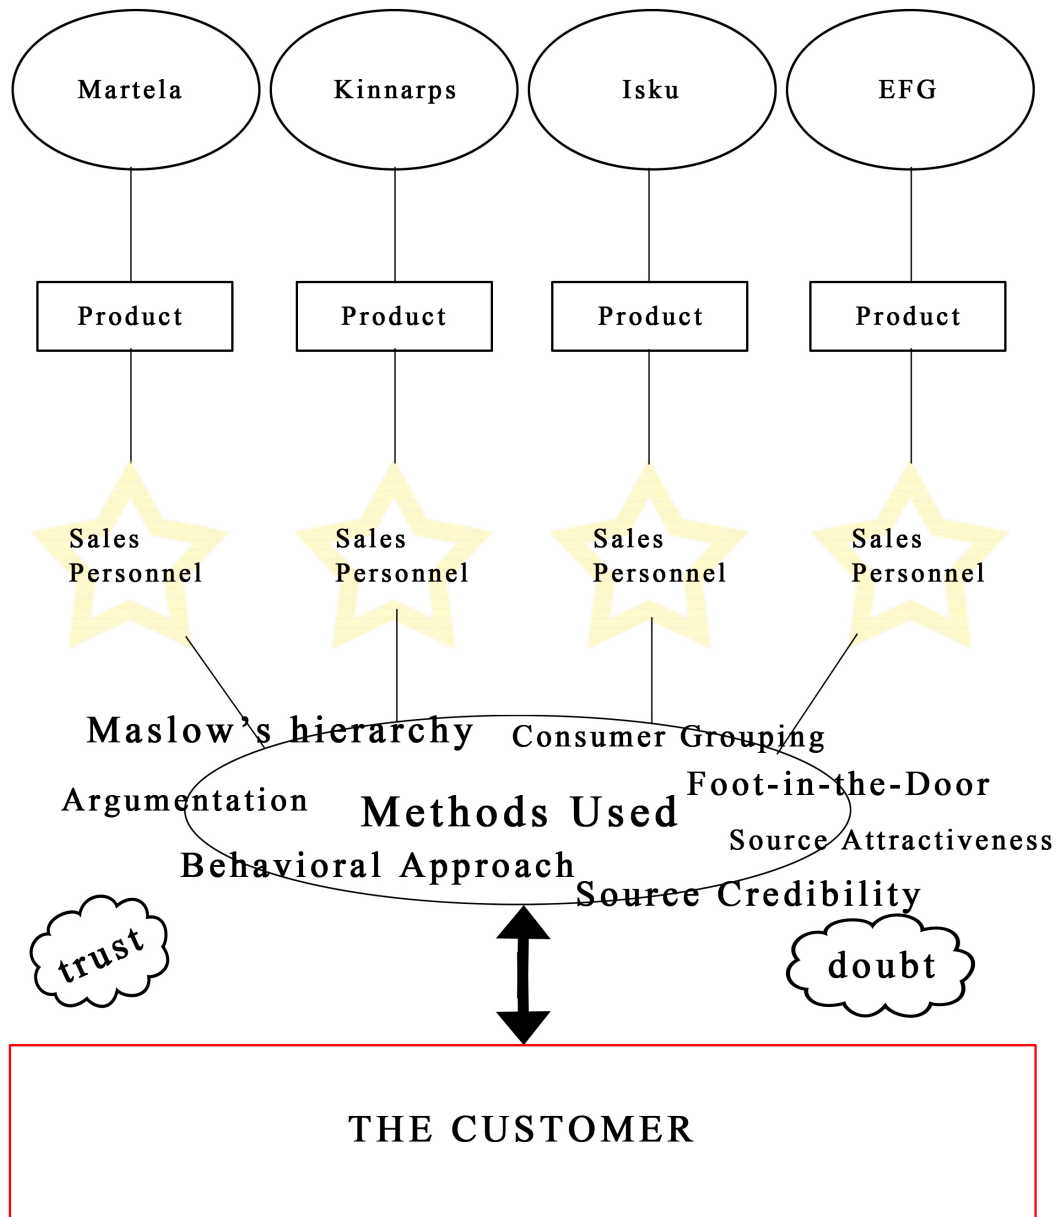 Martela
Kinnarps
Isku
EFG
Product
Product
Product
Product
Sales
Personnel
Sales
Personnel
Sales
Personnel
Sales
Personnel
Maslow's hierarchy
Consumer Grouping
Foot-in-the-Door
Argumentation
Methods Used
Source Attractiveness
Behavioral Approach
Source Credibility
trust
doubt
THE CUSTOMER